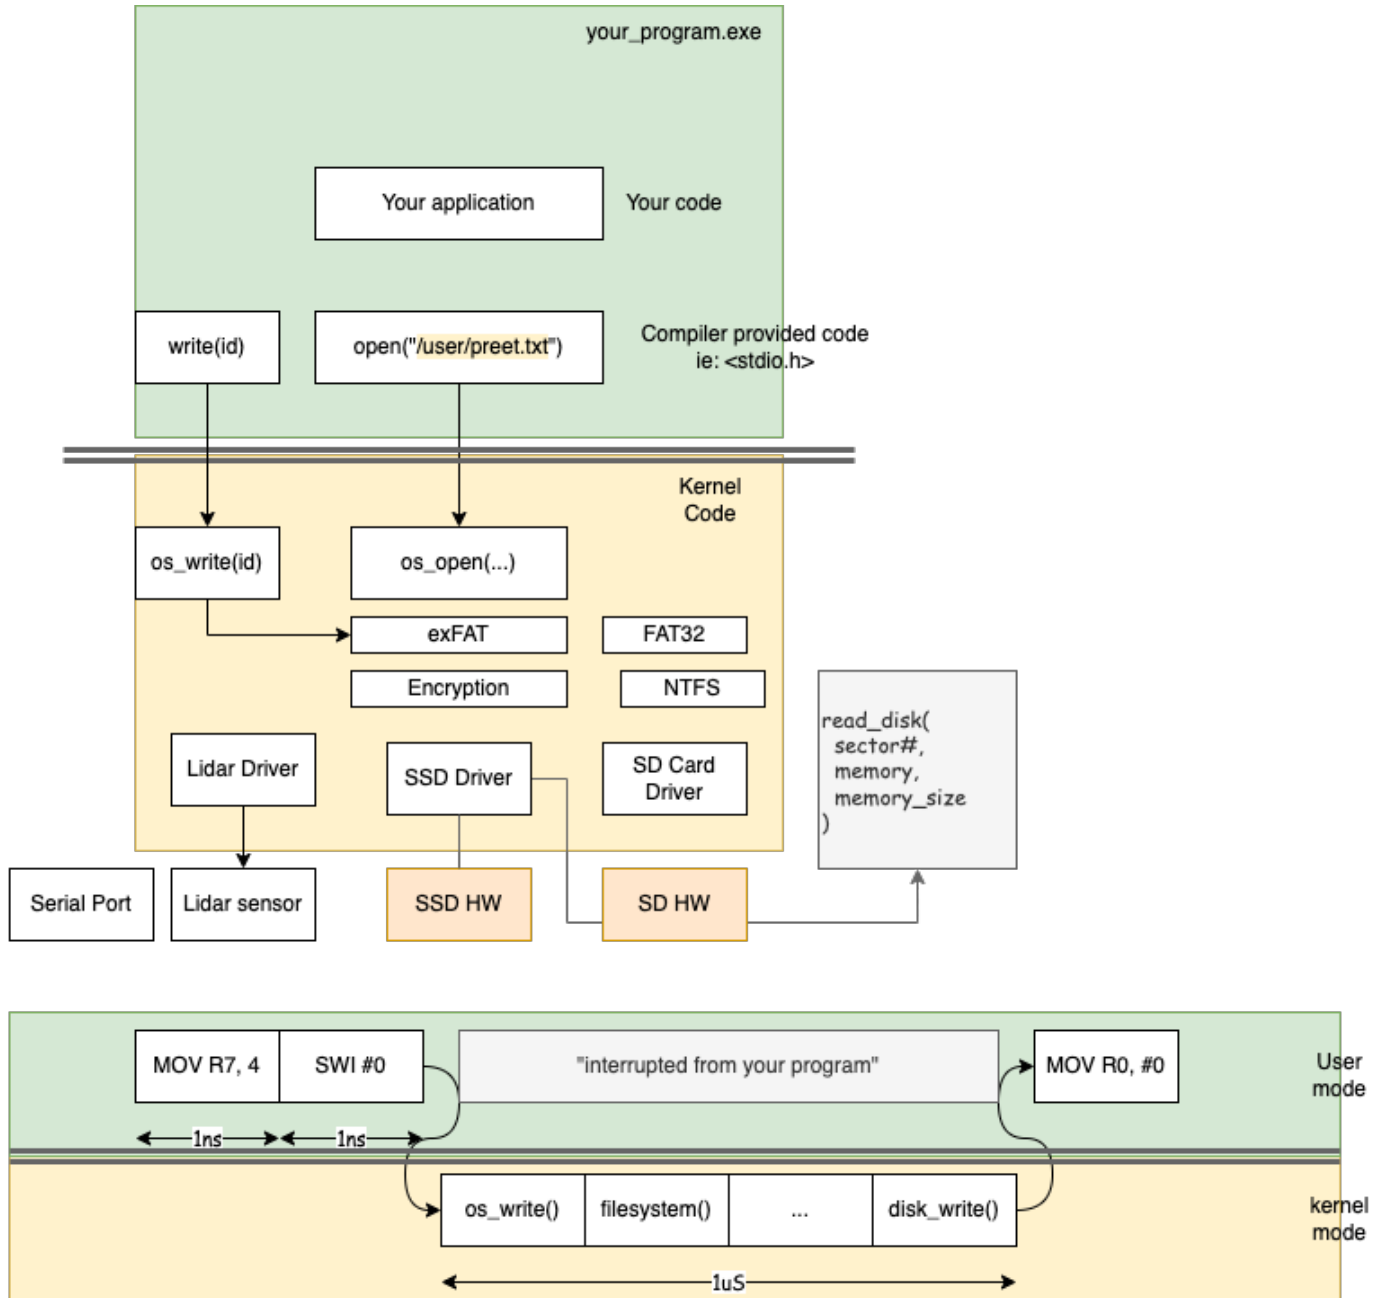 your_program.exe
Your application
Your code
write(id)
open("/user/preet.txt")
Compiler provided code
ie: <stdio.h>
Kernel
Code
os_write(id)
os_open(...)
exFAT
FAT32
Encryption
NTFS
read_disk(
sector#,
memory,
memory_size
)
Lidar Driver
SSD Driver
SD Card
Driver
Serial Port
Lidar sensor
SSD HW
SD HW
MOV R7, 4
SWI #0
"interrupted from your program"
MOV R0, #0
User
mode
1ns
1ns
os_write()
filesystem()
...
disk_write()
kernel
mode
1uS